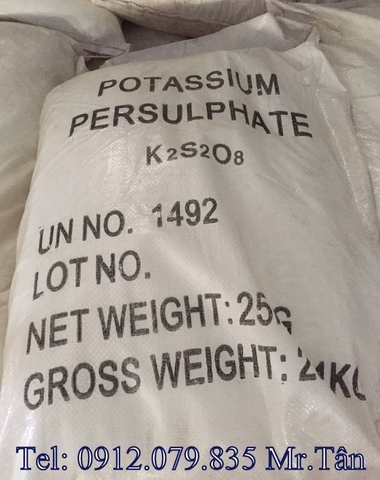 POTASSIUM
PERSULPHATE
K2S2O8
UN NO. 1492
LOT NO.
NET WEIGHT: 25
GROSS WEIGHT:
Tel: 0912.079.835 Mr.Tân